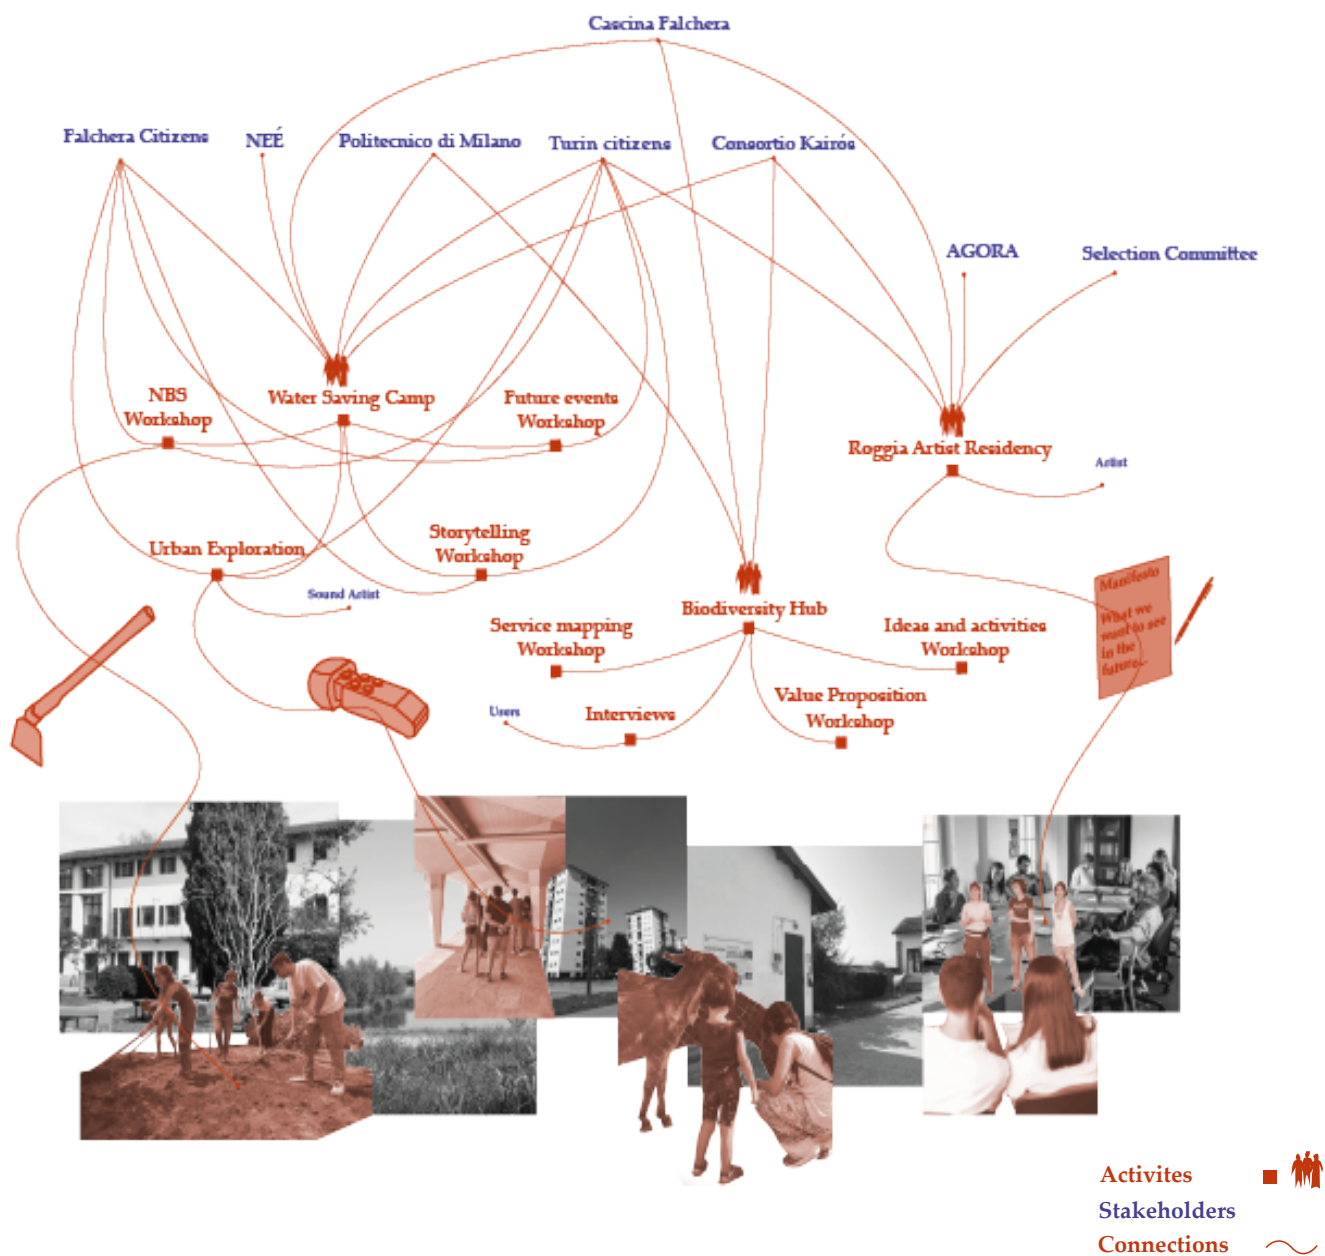 Cascina Falchera
Falchera Citizens
NEÉ
Politecnico di Milano
Turin citizens
Consortio Kairós
AGORA
Selection Committee
NBS
Workshop
Water Saving Camp
Future events
Workshop
Roggia Artist Residency
Artist
Urban Exploration
Storytelling
Workshop
Sound Artist
Biodiversity Hub
Service mapping
Workshop
Ideas and activities
Workshop
Users
Interviews
Value Proposition
Workshop
Manifesto
What we
want to see
in the
future...
Activites
Stakeholders
Connections